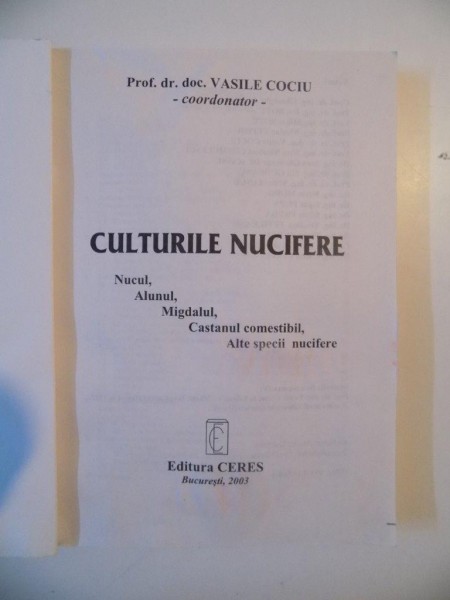 Prof. dr. doc. VASILE COCIU
- coordonator -
CULTURILE NUCIFERE
Nucul,
Alunul,
Migdalul,
Castanul comestibil,
Alte specii nucifere
Editura CERES
Bucureşti, 2003